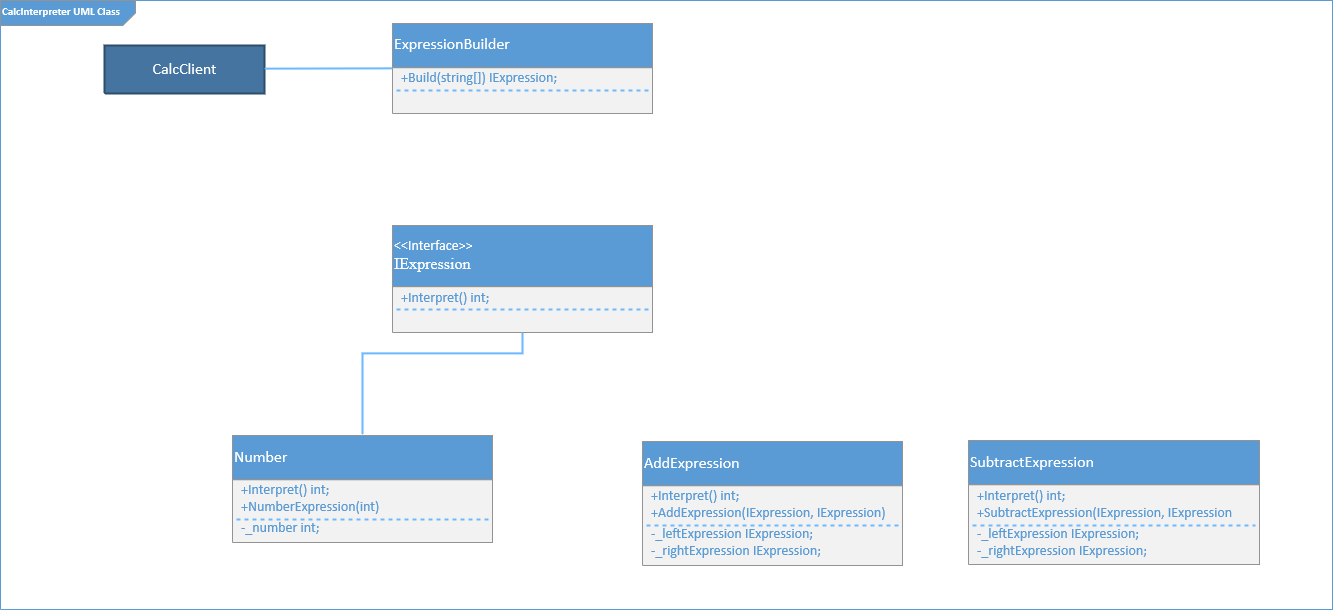 CalcInterpreter UML Class
CalcClient
ExpressionBuilder
+Build(string[]) IExpression;
<<Interface>>
IExpression
+Interpret() int;
Number
+Interpret() int;
+NumberExpression(int)
-_number int;
AddExpression
+Interpret() int;
+AddExpression(IExpression, IExpression)
-_leftExpression IExpression;
-_rightExpression IExpression;
SubtractExpression
+Interpret() int;
+SubtractExpression(IExpression, IExpression
-_leftExpression IExpression;
-_rightExpression IExpression;